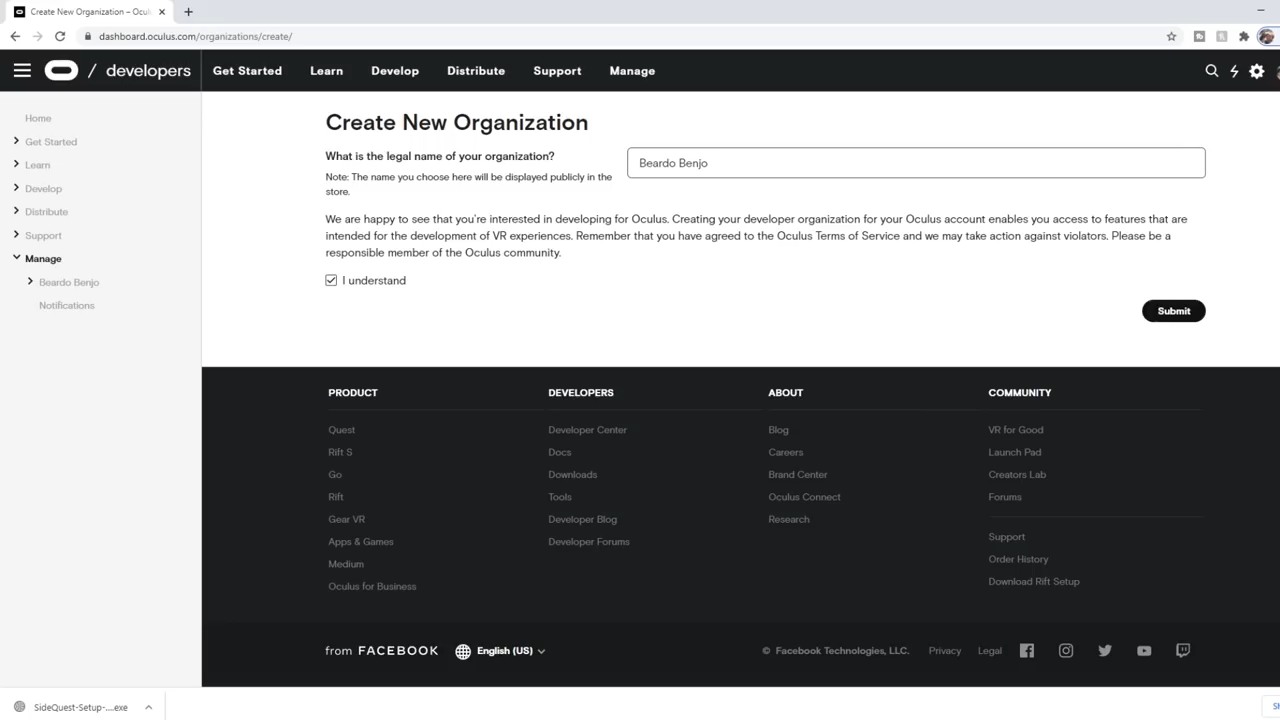 Create New Organization – Ocul
dashboard.oculus.com/organizations/create/
/ developers
Get Started
Learn
Develop
Distribute
Support
Manage
Home
Get Started
Learn
Develop
Distribute
Support
Manage
Beardo Benjo
Notifications
Create New Organization
What is the legal name of your organization?
Beardo Benjo
Note: The name you choose here will be displayed publicly in the
store.
We are happy to see that you're interested in developing for Oculus. Creating your developer organization for your Oculus account enables you access to features that are
intended for the development of VR experiences. Remember that you have agreed to the Oculus Terms of Service and we may take action against violators. Please be a
responsible member of the Oculus community.
I understand
Submit
PRODUCT
Quest
Rift S
Go
Rift
Gear VR
Apps & Games
Medium
Oculus for Business
DEVELOPERS
Developer Center
Docs
Downloads
Tools
Developer Blog
Developer Forums
ABOUT
Blog
Careers
Brand Center
Oculus Connect
Research
COMMUNITY
VR for Good
Launch Pad
Creators Lab
Forums
Support
Order History
Download Rift Setup
from FACEBOOK
English (US)
© Facebook Technologies, LLC.
Privacy
Legal
SideQuest-Setup-....exe